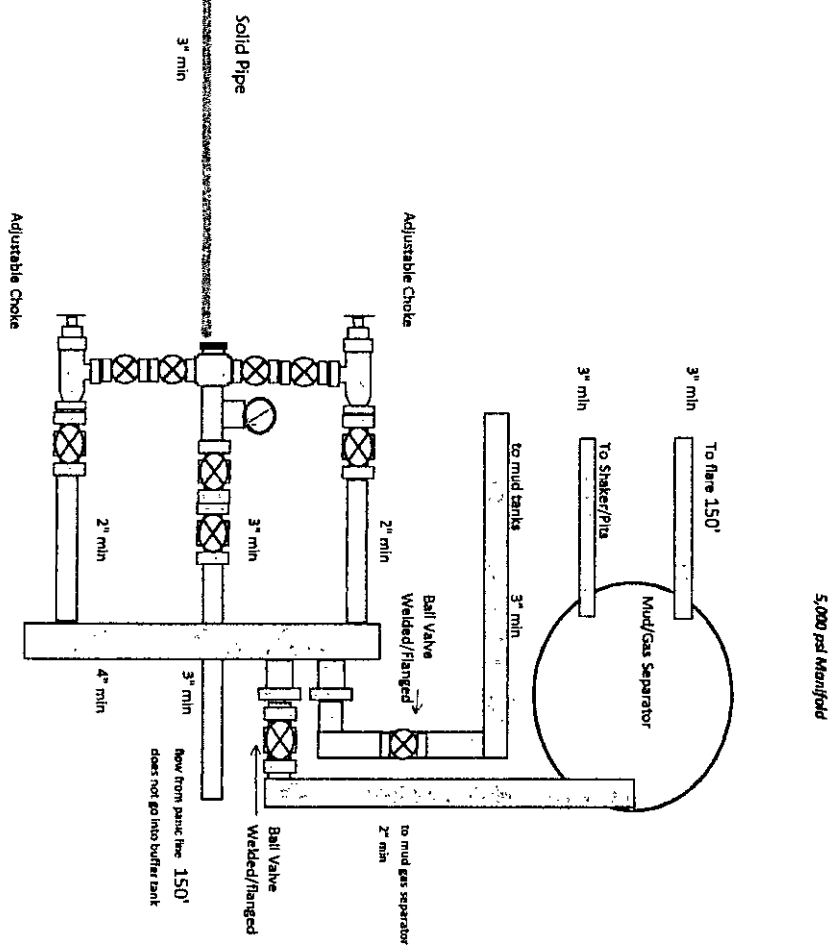 5,000 psi Manifold
3" min
To flare 150'
3" min
To Shaker/Pits
Mud/Gas Separator
to mud tanks
3" min
Ball Valve
Welded/Flanged
to mud gas separator
2" min
Ball Valve
Welded/flanged
Adjustable Choke
2" min
Solid Pipe
3" min
3" min
3" min
flow from panic line 150'
does not go into buffer tank
Adjustable Choke
2" min
4" min